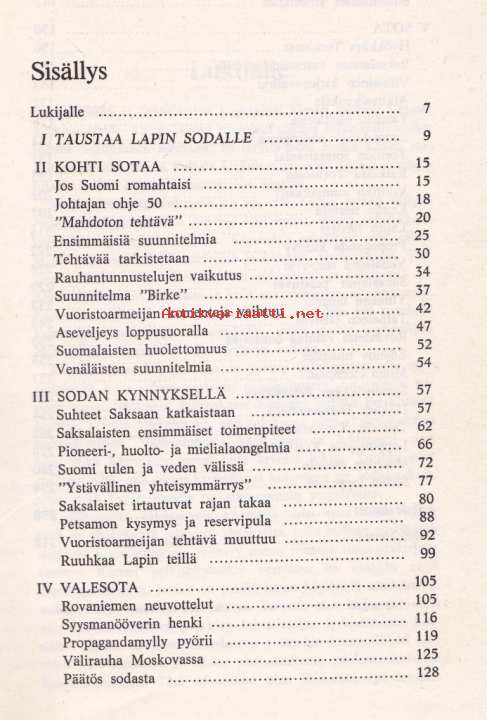 Sisällys
Lukijalle 7
I TAUSTAA LAPIN SODALLE 9
II KOHTI SOTAA 15
Jos Suomi romahtaisi 15
Johtajan ohje 50 18
"Mahdoton tehtävä" 20
Ensimmäisiä suunnitelmia 25
Tehtävää tarkistetaan 30
Rauhantunnustelujen vaikutus 34
Suunnitelma "Birke" 37
Vuoristoarmeijan vaihtuu 42
Antikvariaatti.net
Aseveljeys loppusuoralla 47
Suomalaisten huolettomuus 52
Venäläisten suunnitelmia 54
III SODAN KYNNYKSELLÄ 57
Suhteet Saksaan katkaistaan 57
Saksalaisten ensimmäiset toimenpiteet 62
Pioneeri-, huolto- ja mielialaongelmia 66
Suomi tulen ja veden välissä 72
"Ystävällinen yhteisymmärrys" 77
Saksalaiset irtautuvat rajan takaa 80
Petsamon kysymys ja reservipula 88
Vuoristoarmeijan tehtävä muuttuu 92
Ruuhkaa Lapin teillä 99
IV VALESOTA 105
Rovaniemen neuvottelut 105
Syysmanööverin henki 116
Propagandamylly pyörii 119
Välirauha Moskovassa 125
Päätös sodasta 128